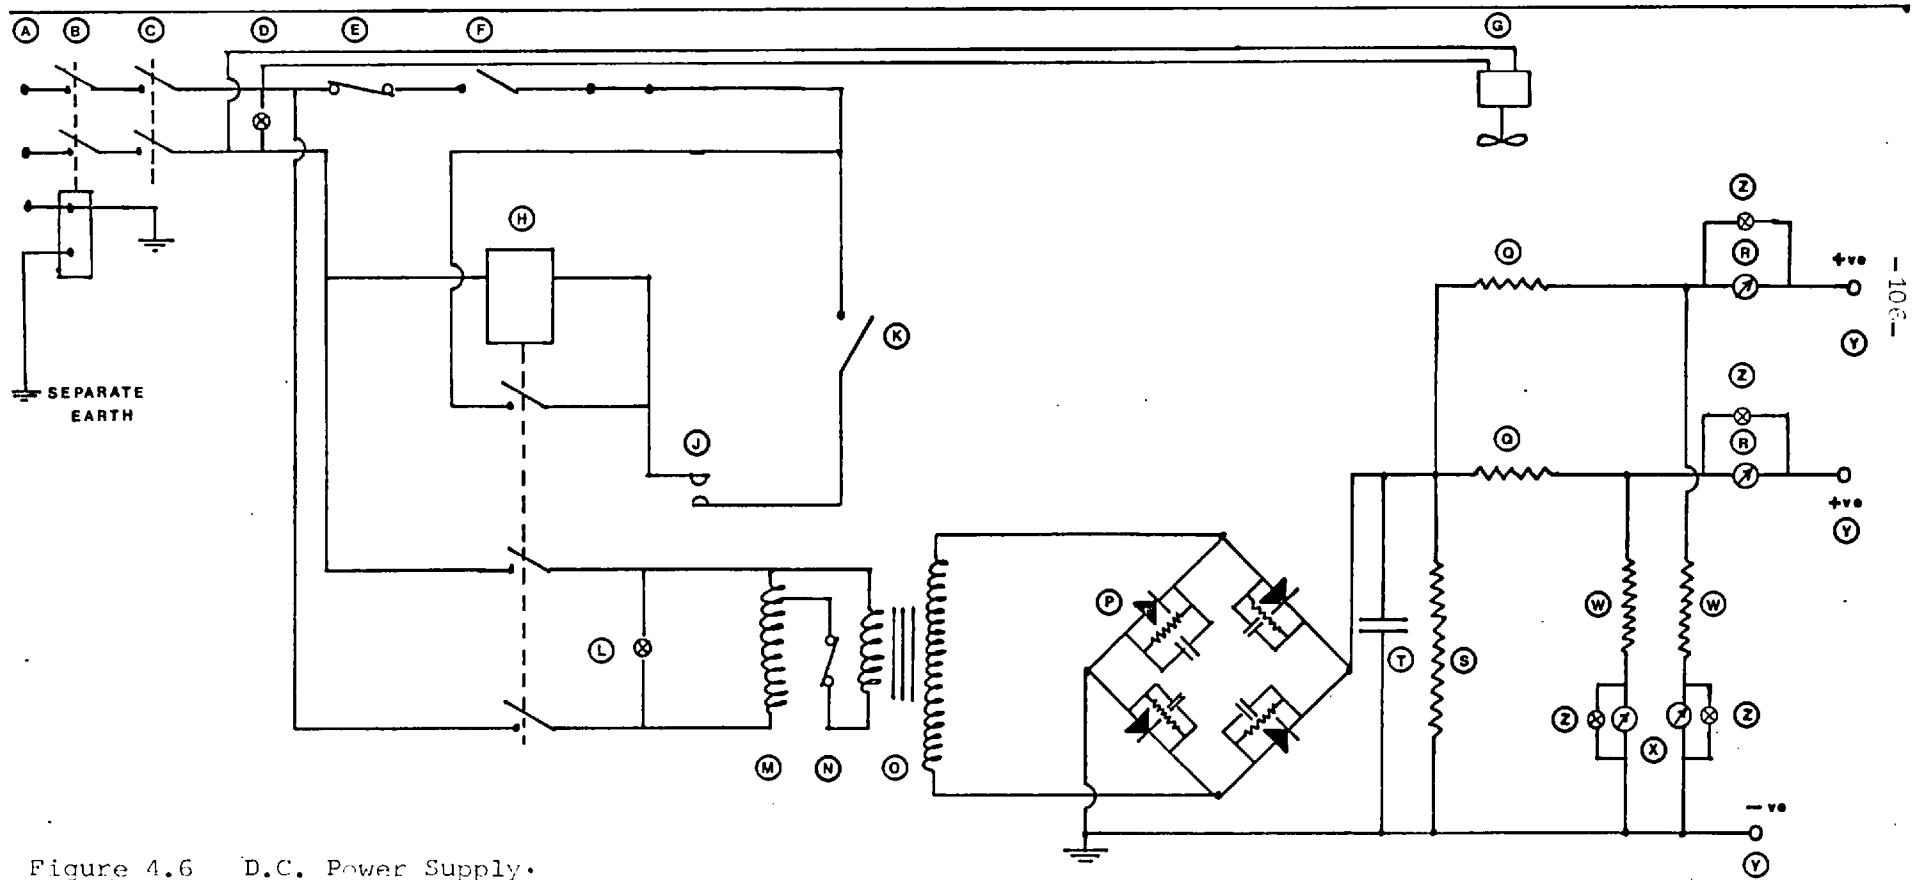 A B C D E F G
H
Z
Q R +ve
-106-
Y
K
SEPARATE
EARTH
Z
J Q R
+ve
Y
P W W
L T S
Z X Z
M N O
- ve
Y
Figure 4.6 D.C. Power Supply.